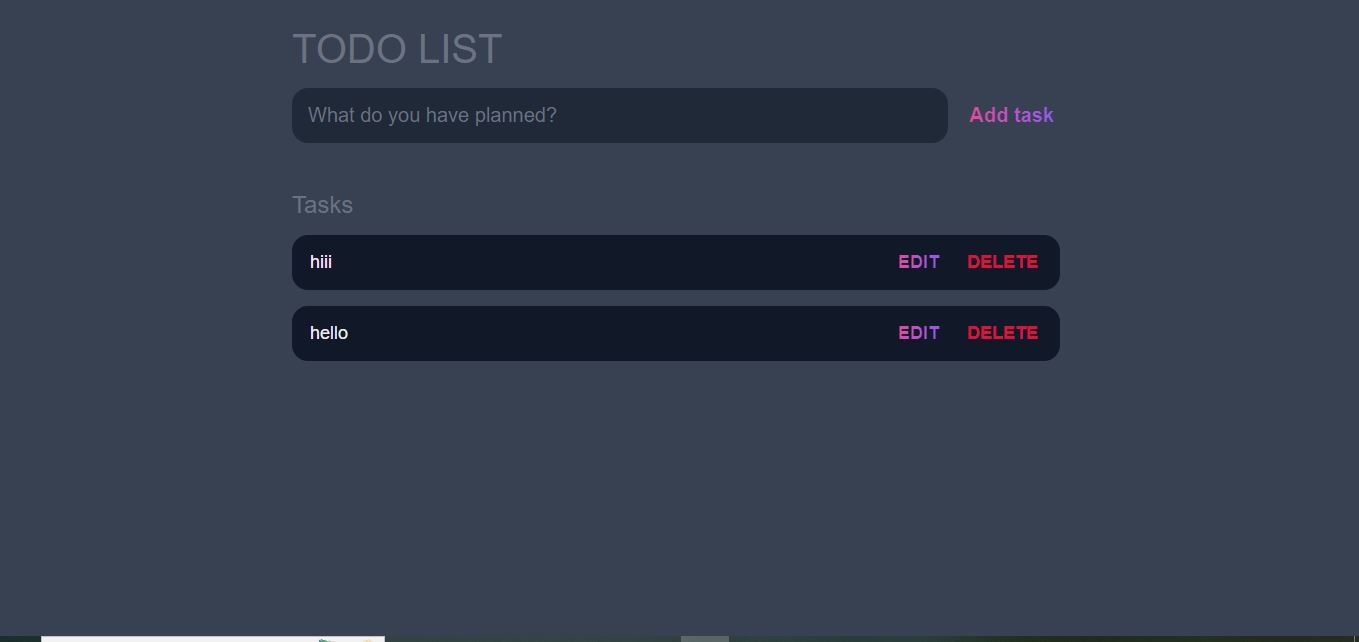 TODO LIST
What do you have planned?
Add task
Tasks
hiii EDIT DELETE
hello EDIT DELETE